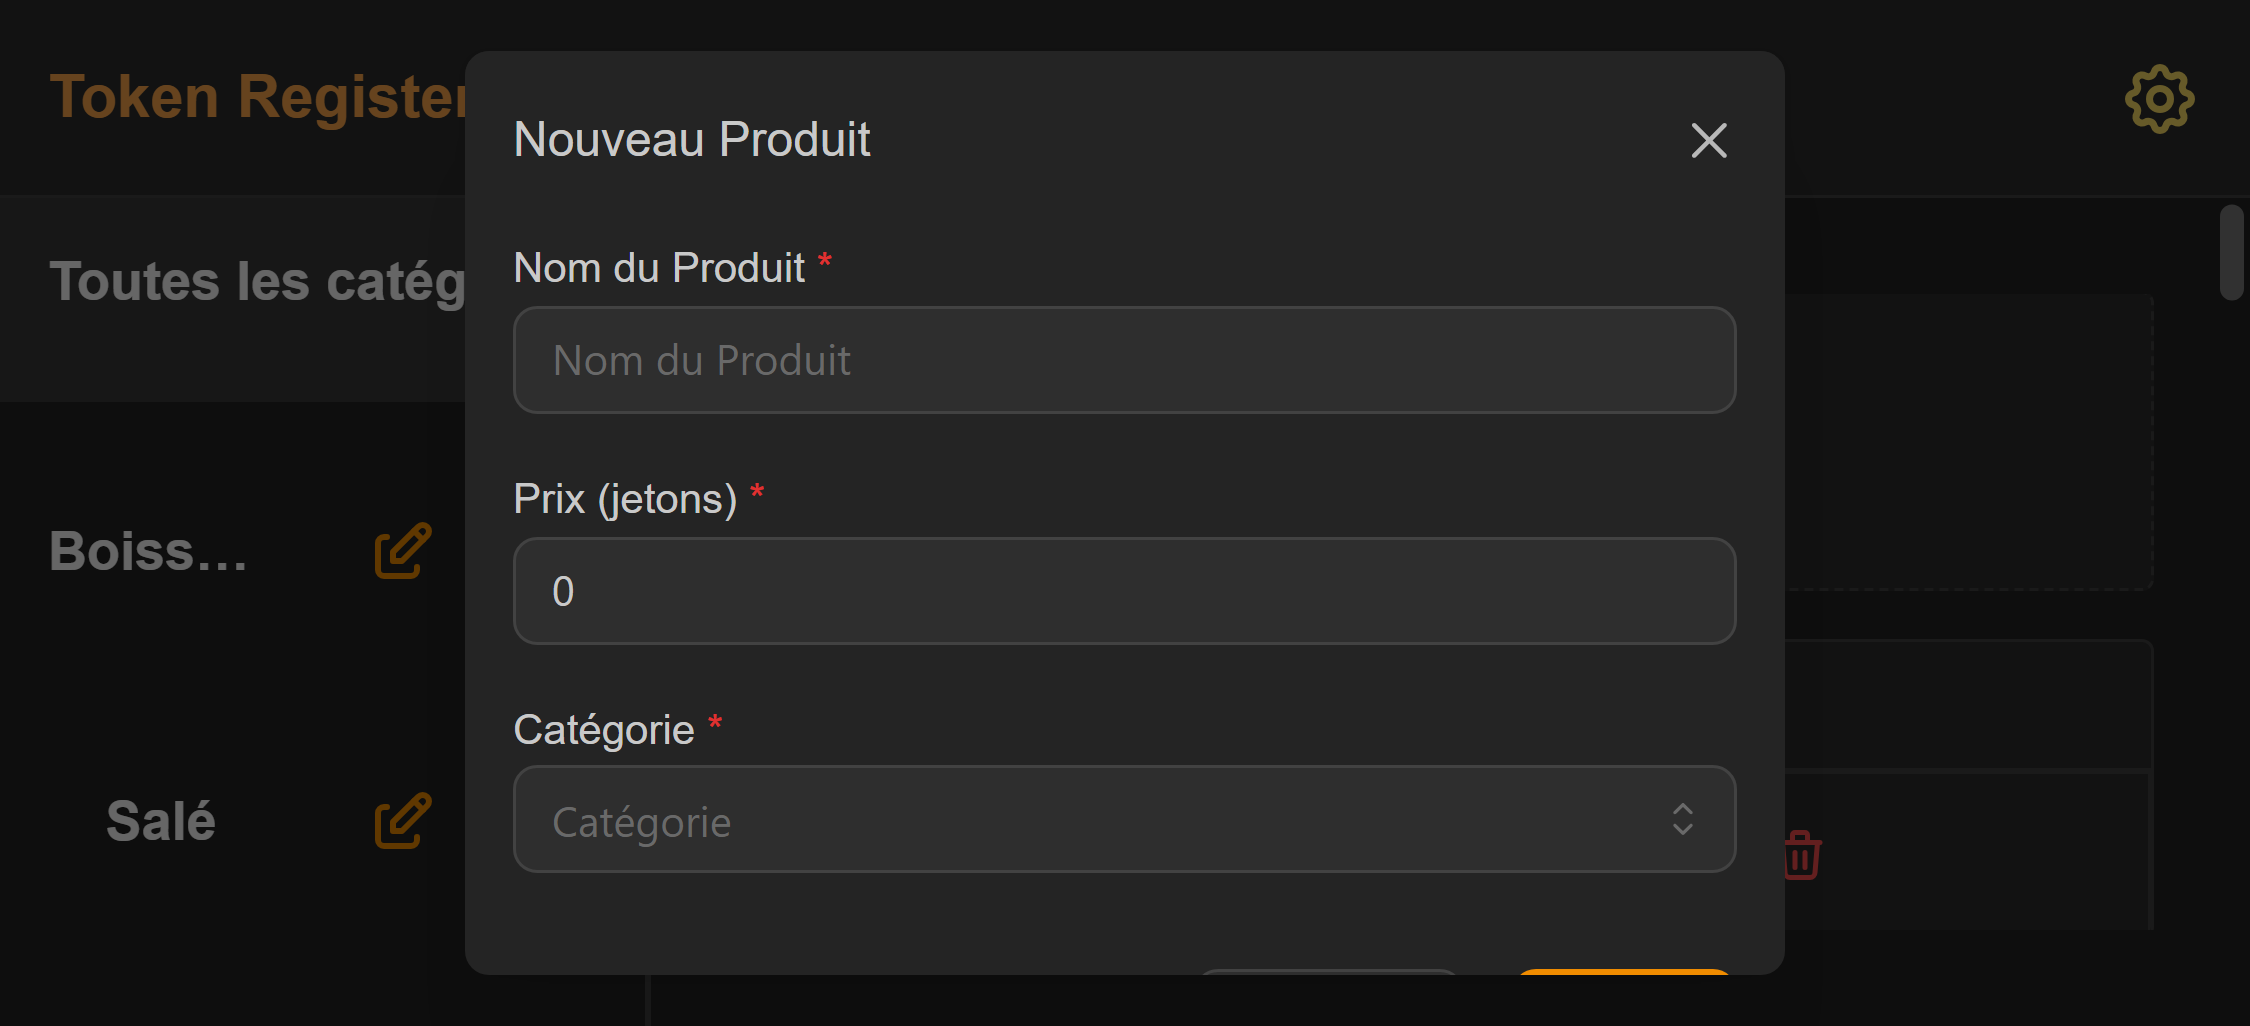 Token Register
Nouveau Produit
Toutes les catég
Nom du Produit *
Nom du Produit
Prix (jetons) *
0
Boiss...
Catégorie *
Catégorie
Salé